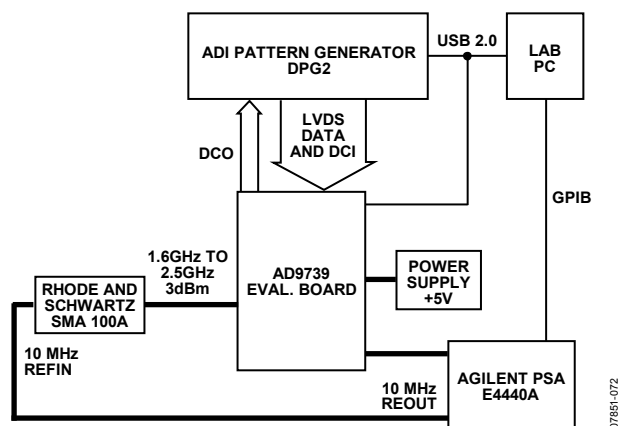 ADI PATTERN GENERATOR
DPG2
USB 2.0
LAB
PC
DCO
LVDS
DATA
AND DCI
GPIB
1.6GHz TO
2.5GHz
3dBm
AD9739
EVAL. BOARD
POWER
SUPPLY
+5V
RHODE AND
SCHWARTZ
SMA 100A
10 MHz
REFIN
10 MHz
REOUT
AGILENT PSA
E4440A
07851-072